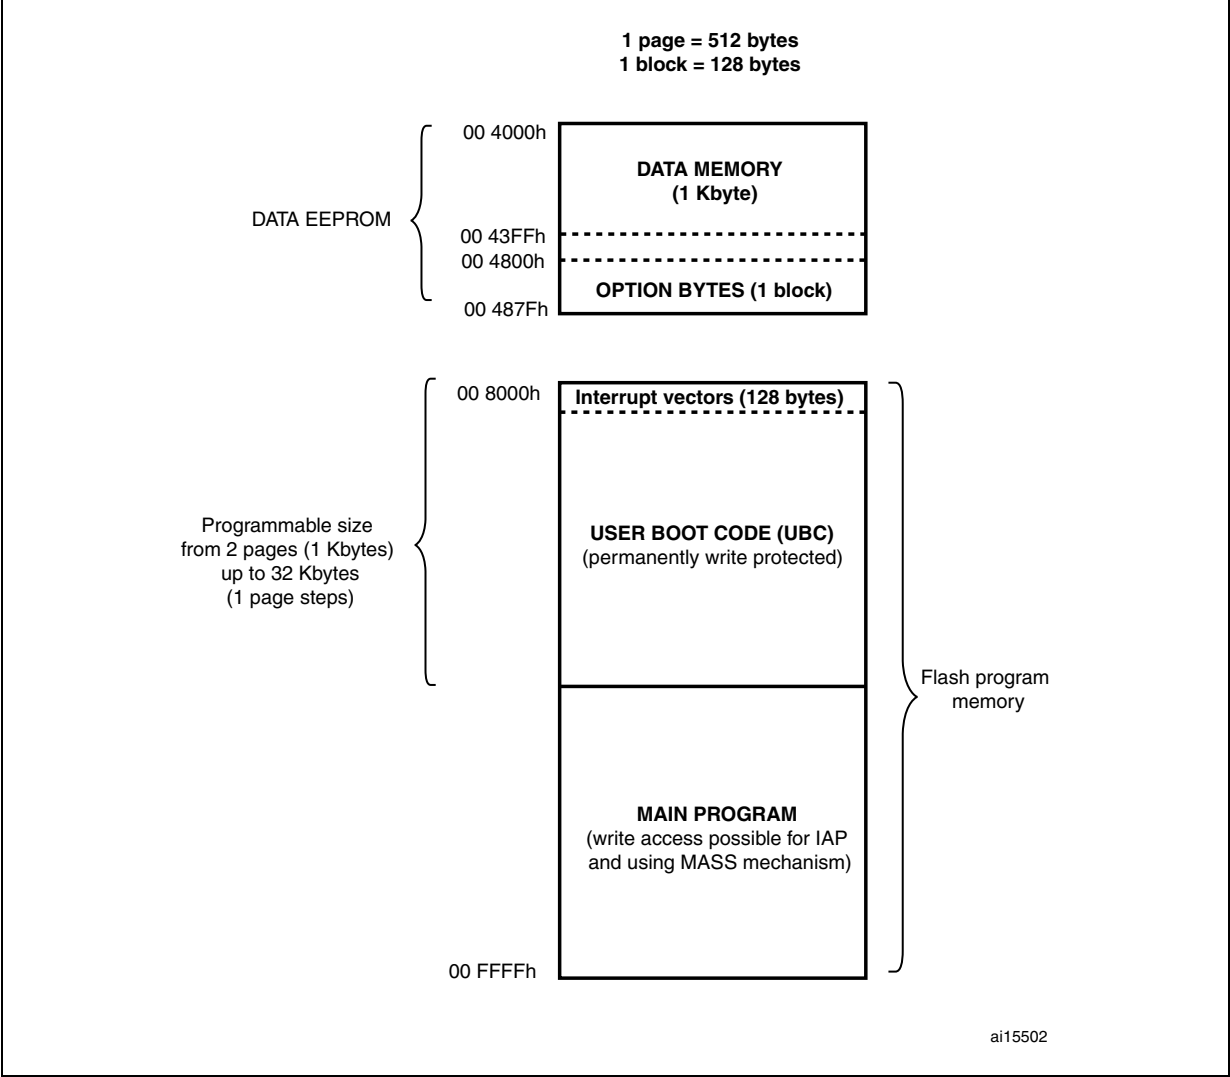 1 page = 512 bytes
1 block = 128 bytes
00 4000h
DATA MEMORY
(1 Kbyte)
DATA EEPROM
00 43FFh
00 4800h
OPTION BYTES (1 block)
00 487Fh
00 8000h
Interrupt vectors (128 bytes)
Programmable size
from 2 pages (1 Kbytes)
up to 32 Kbytes
(1 page steps)
USER BOOT CODE (UBC)
(permanently write protected)
Flash program
memory
MAIN PROGRAM
(write access possible for IAP
and using MASS mechanism)
00 FFFFh
ai15502